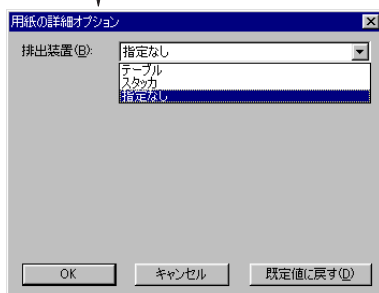 用紙の詳細オプション
排出装置(B): 指定なし
テーブル
スタッカ
指定なし
OK キャンセル 既定値に戻す(D)